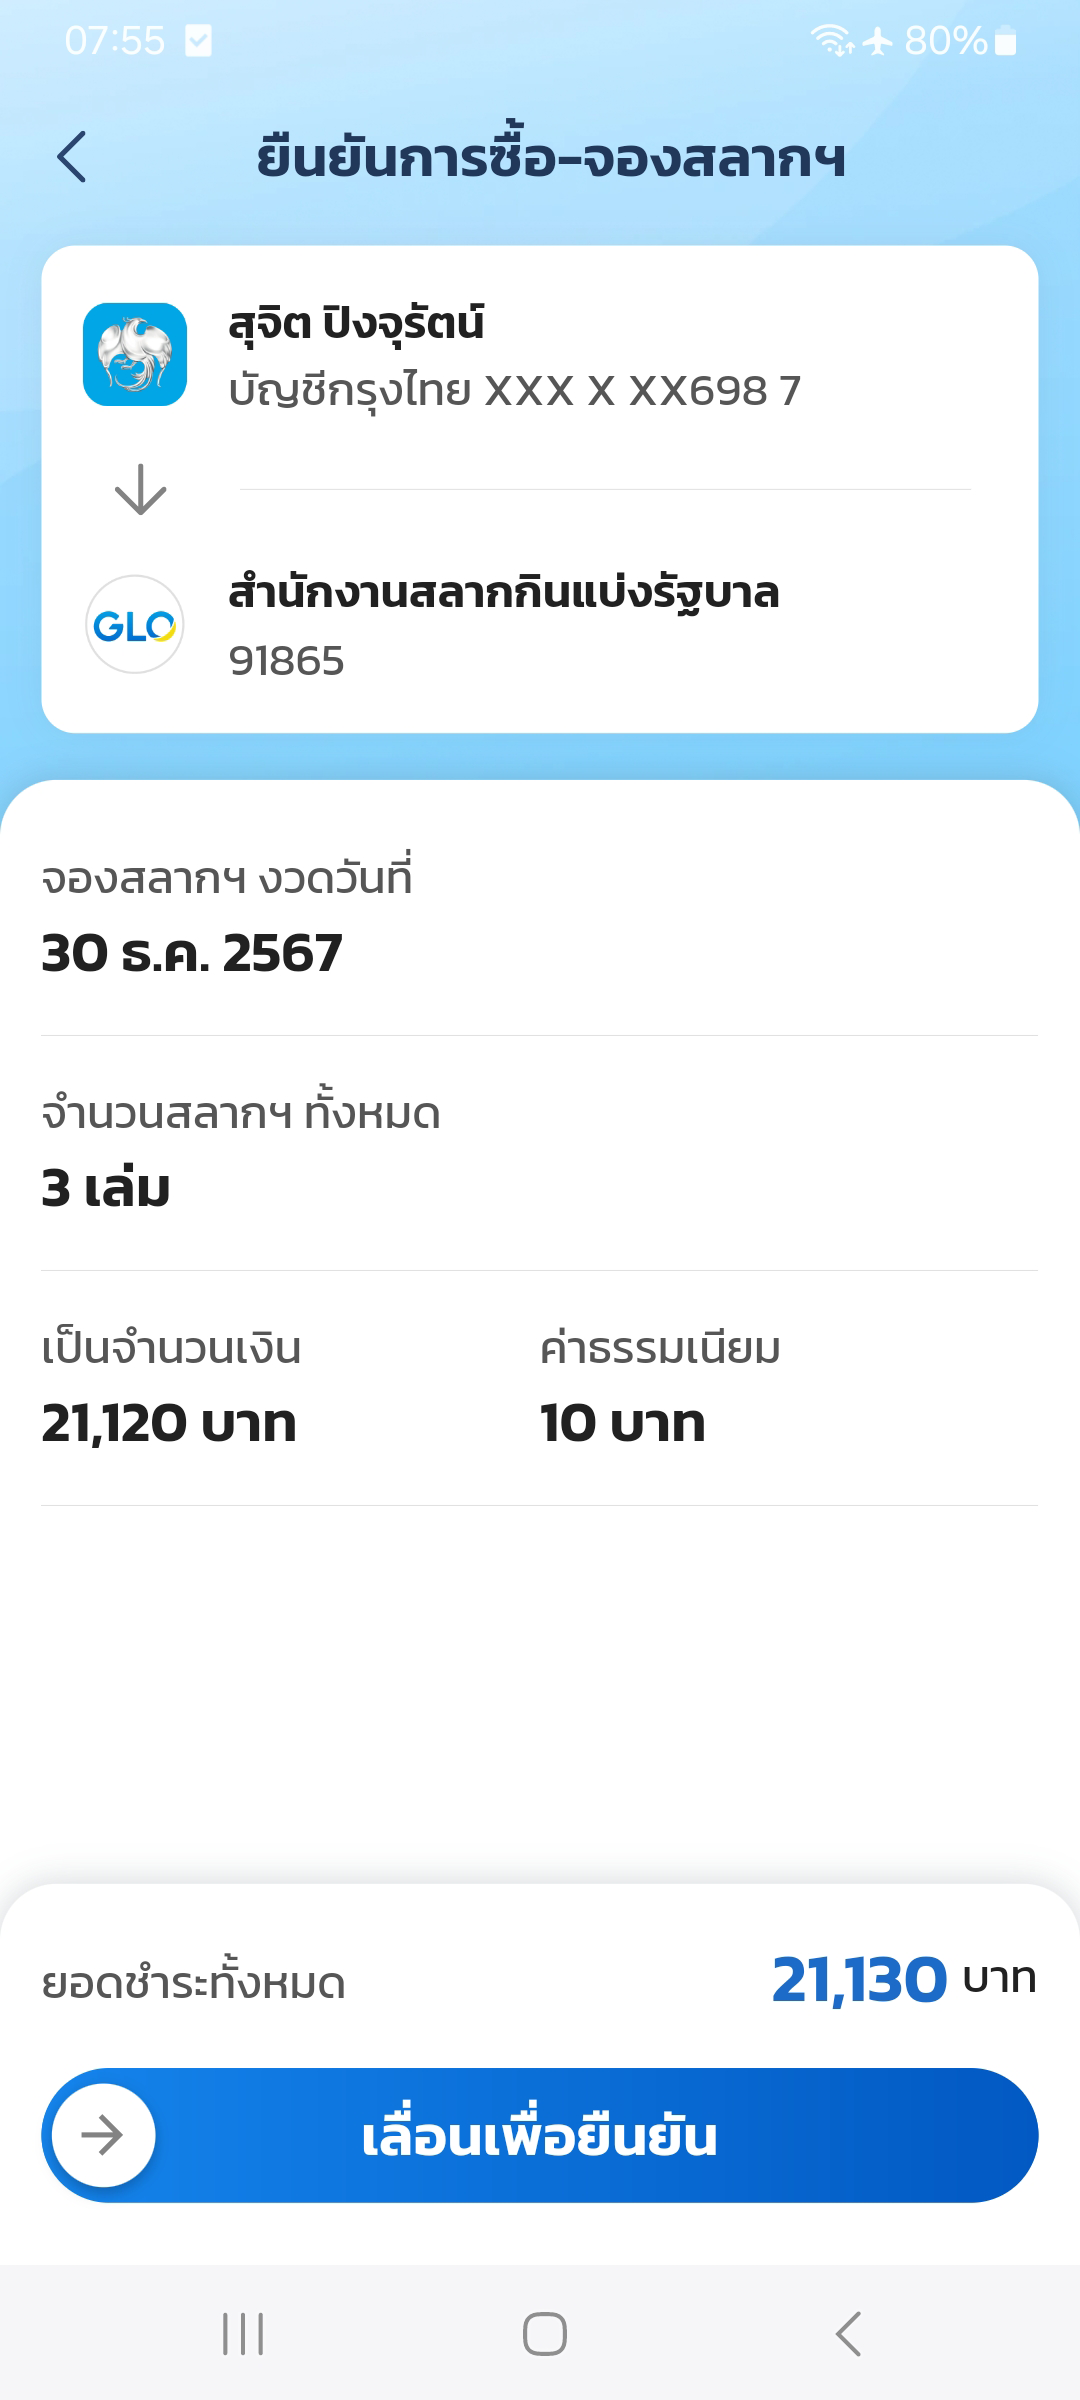 07:55
80%
ยืนยันการซื้อ-จองสลากฯ
สุจิต ปิงจุรัตน์
บัญชีกรุงไทย XXX X XX698 7
สำนักงานสลากกินแบ่งรัฐบาล
GLO
91865
จองสลากฯ งวดวันที่
30 ธ.ค. 2567
จำนวนสลากฯ ทั้งหมด
3 เล่ม
เป็นจำนวนเงิน
ค่าธรรมเนียม
21,120 บาท
10 บาท
ยอดชำระทั้งหมด
21,130 บาท
เลื่อนเพื่อยืนยัน